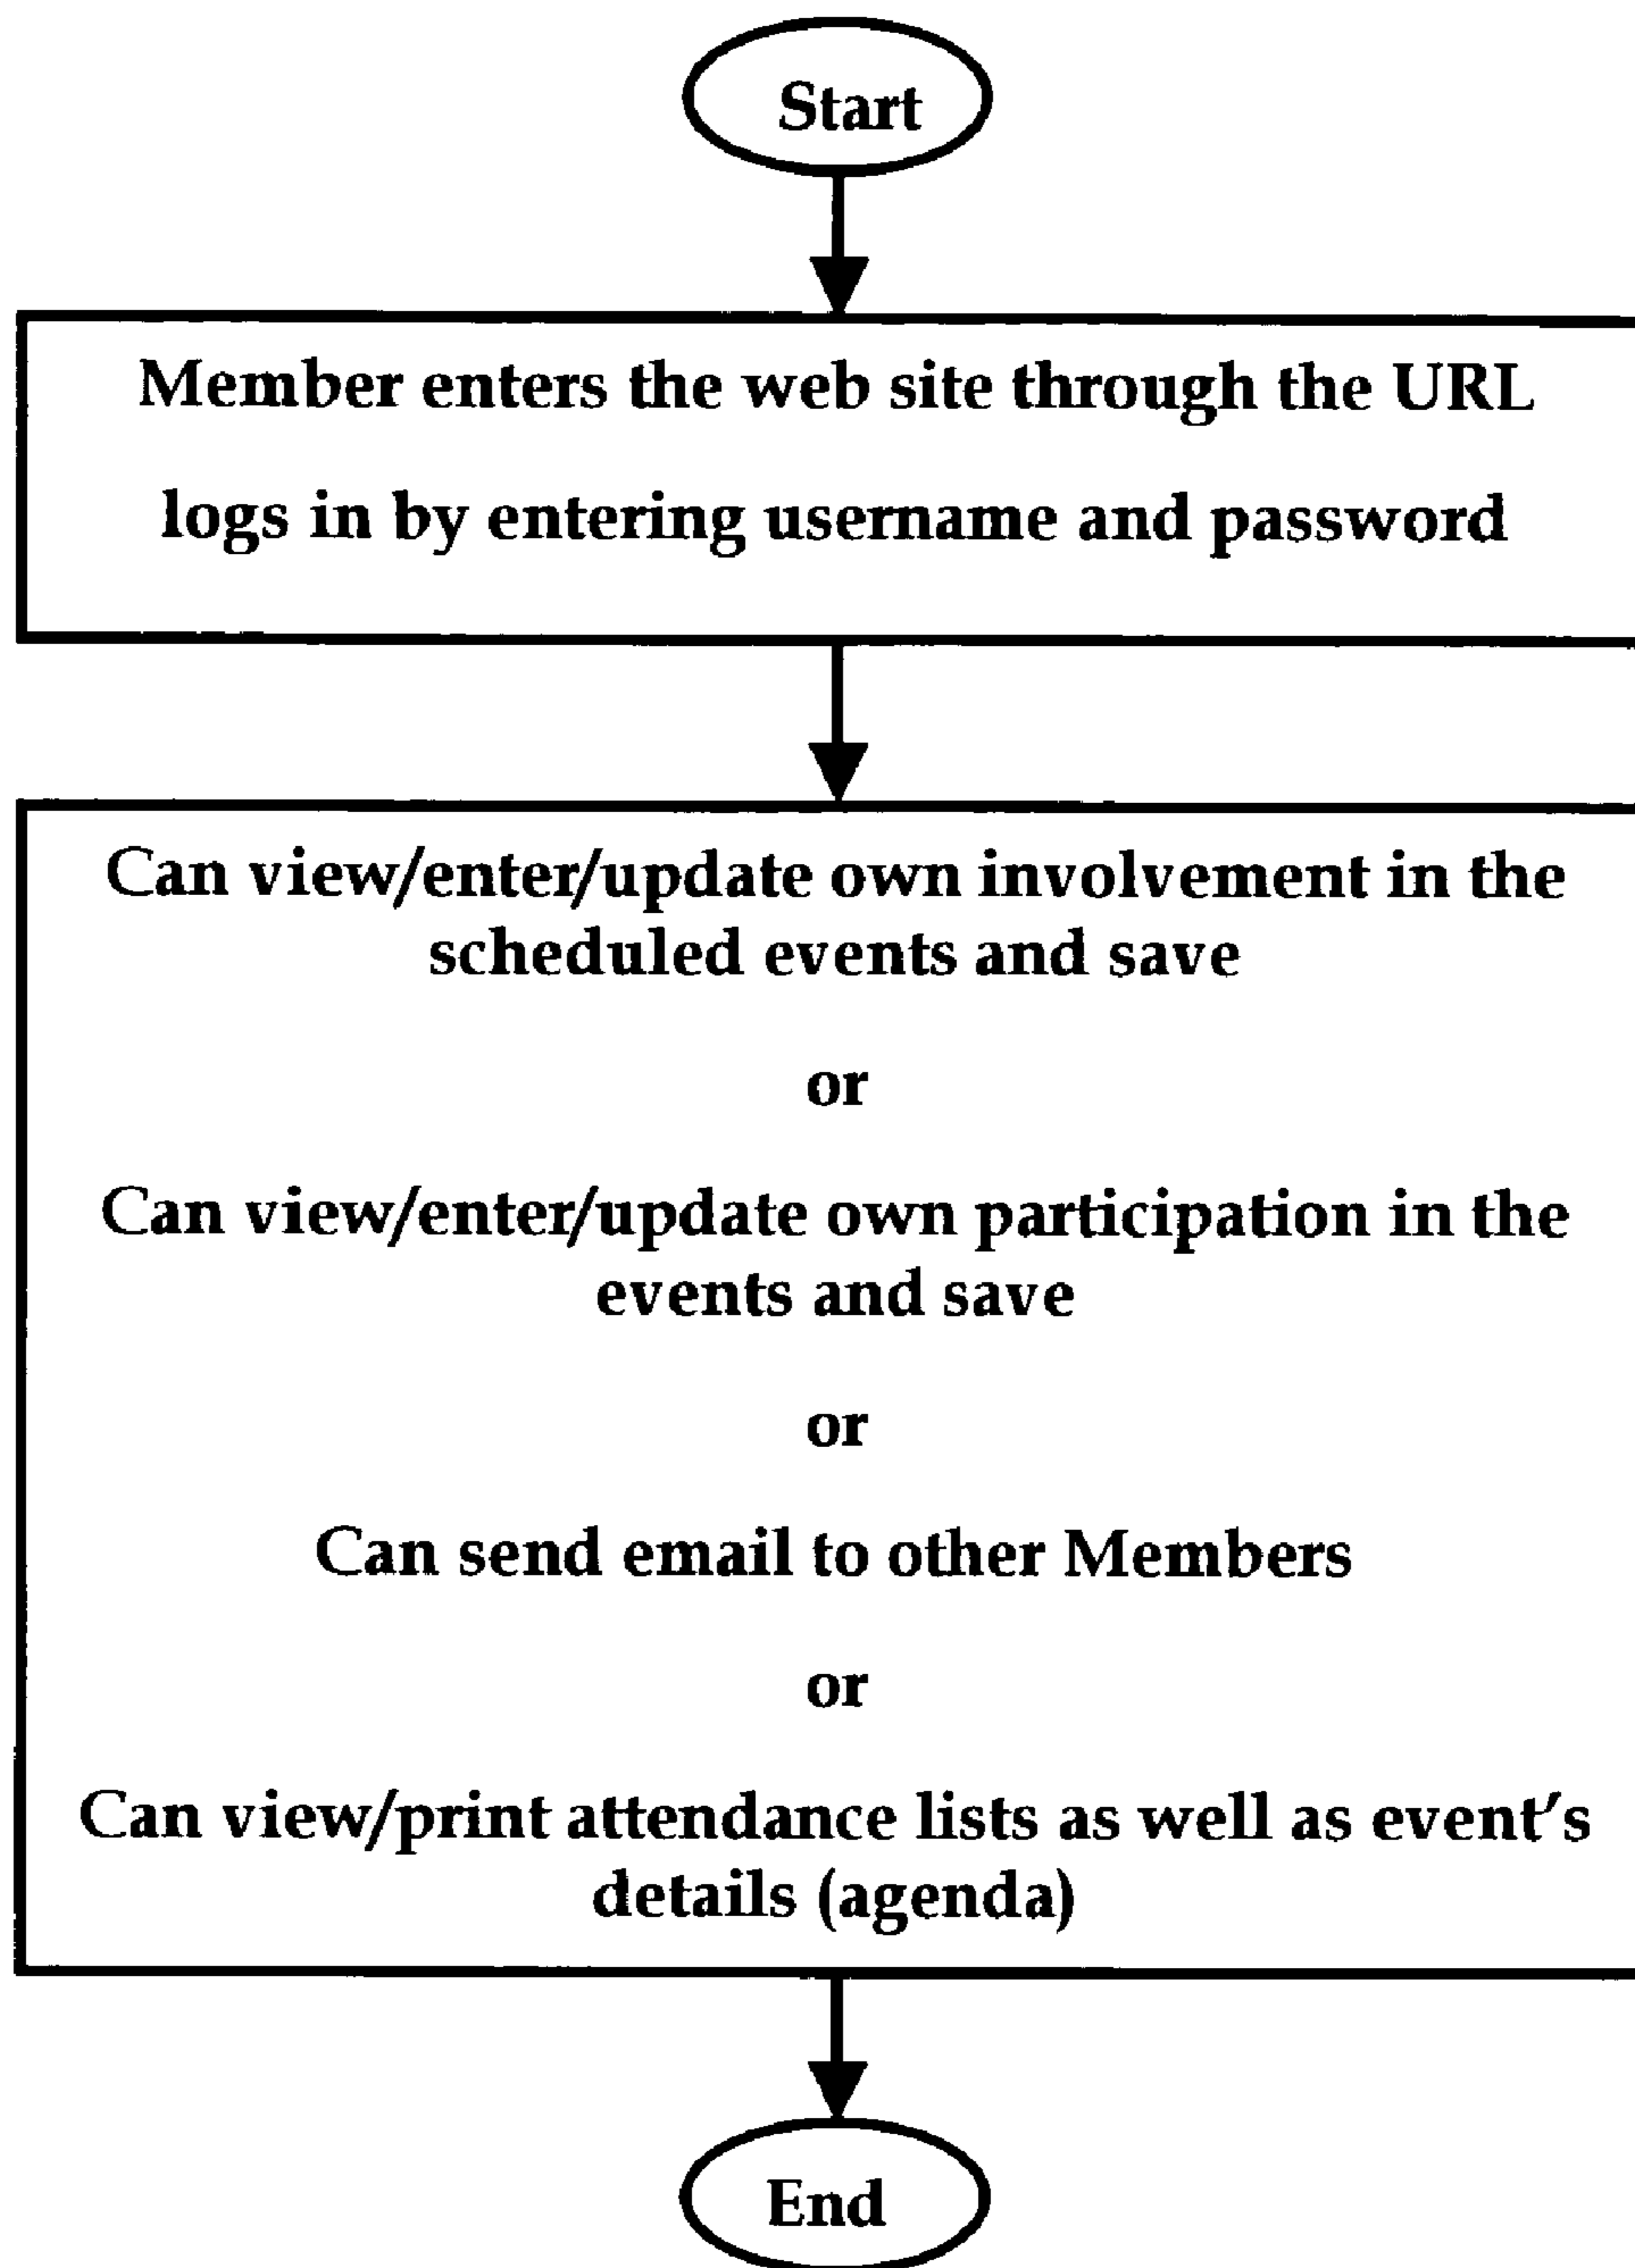 Start
Member enters the web site through the URL
logs in by entering username and password
Can view/enter/update own involvement in the
scheduled events and save
or
Can view/enter/update own participation in the
events and save
or
Can send email to other Members
or
Can view/print attendance lists as well as event's
details (agenda)
End